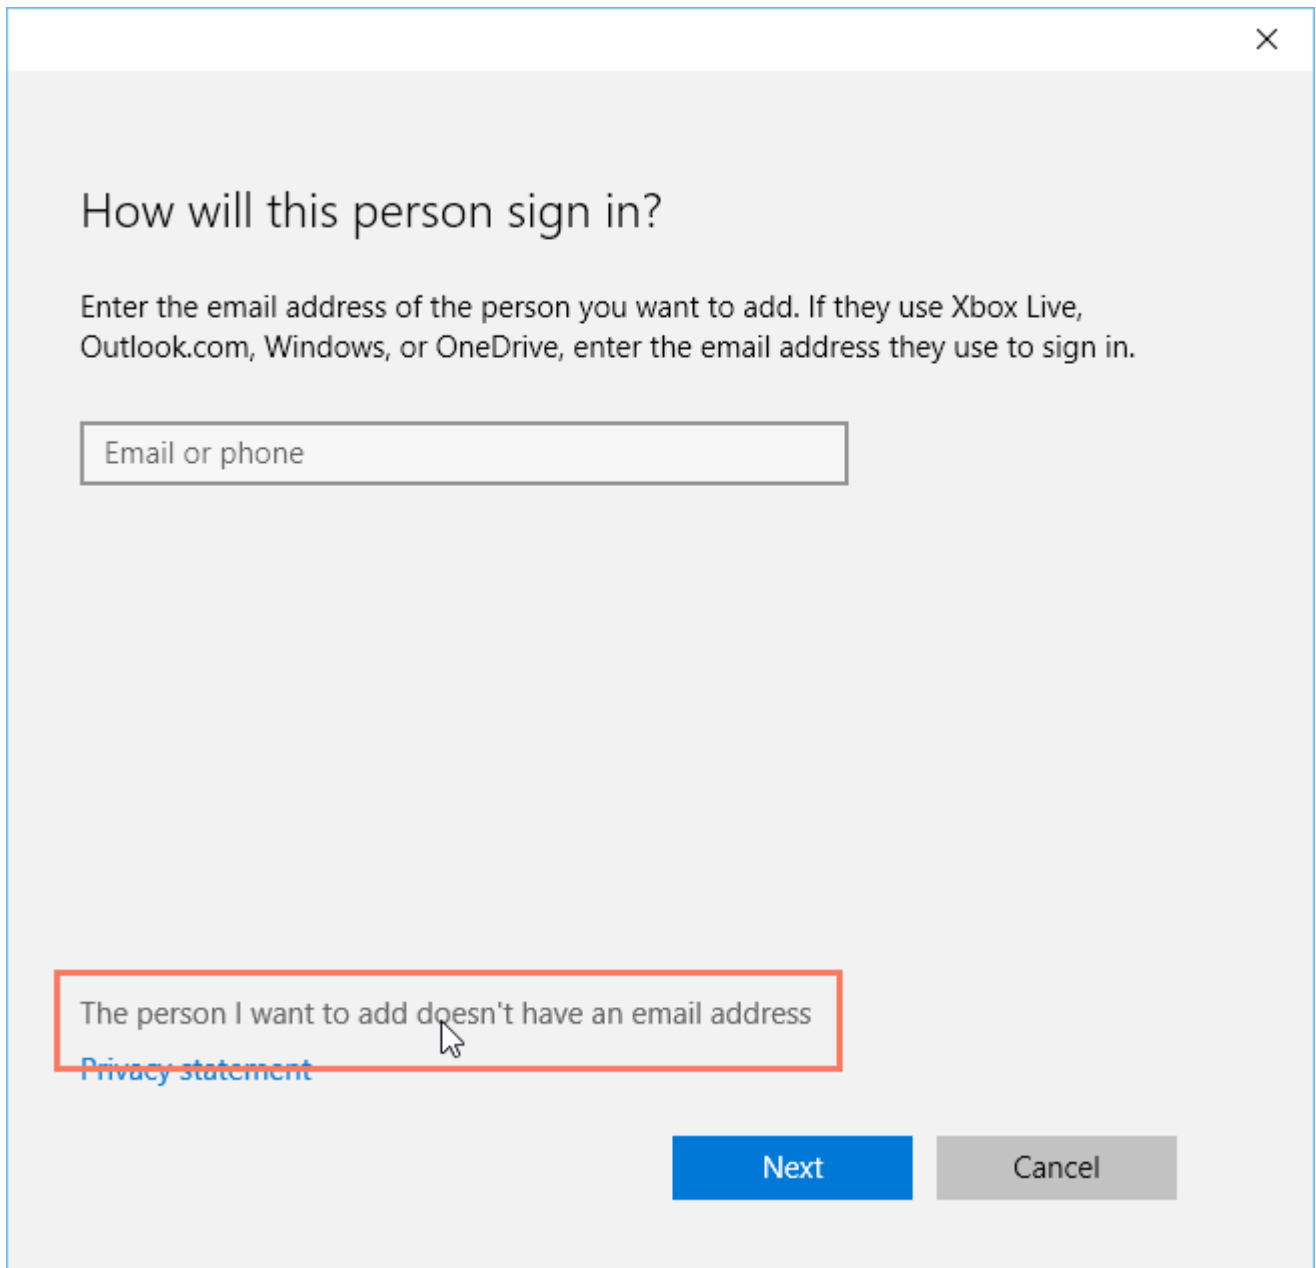 How will this person sign in?
Enter the email address of the person you want to add. If they use Xbox Live,
Outlook.com, Windows, or OneDrive, enter the email address they use to sign in.
Email or phone
The person I want to add doesn't have an email address
Privacy statement
Next
Cancel